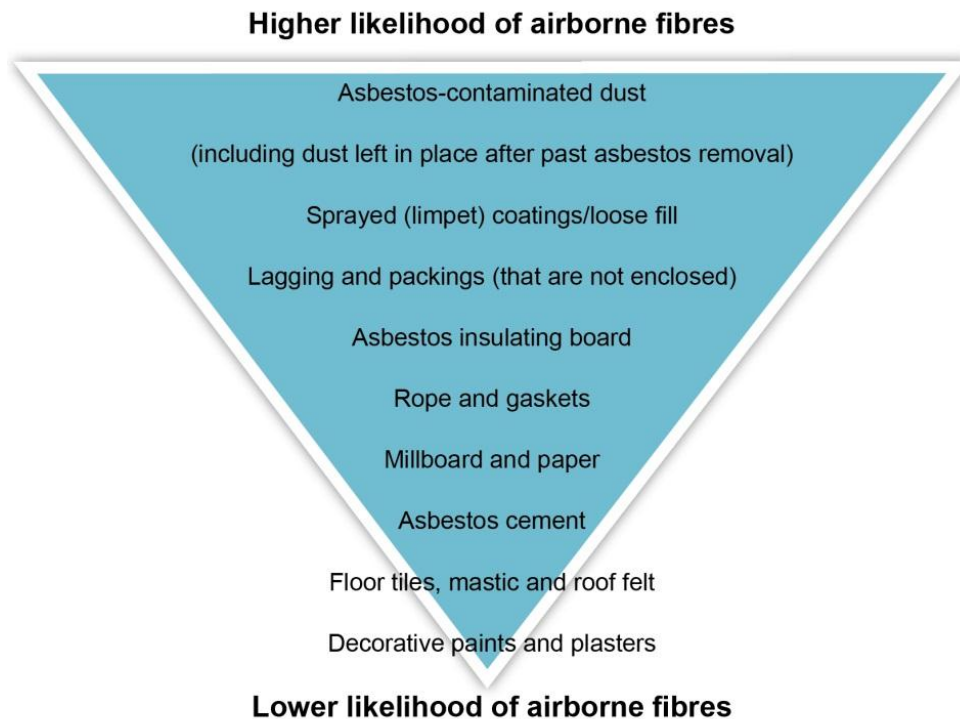 Higher likelihood of airborne fibres
Asbestos-contaminated dust
(including dust left in place after past asbestos removal)
Sprayed (limpet) coatings/loose fill
Lagging and packings (that are not enclosed)
Asbestos insulating board
Rope and gaskets
Millboard and paper
Asbestos cement
Floor tiles, mastic and roof felt
Decorative paints and plasters
Lower likelihood of airborne fibres